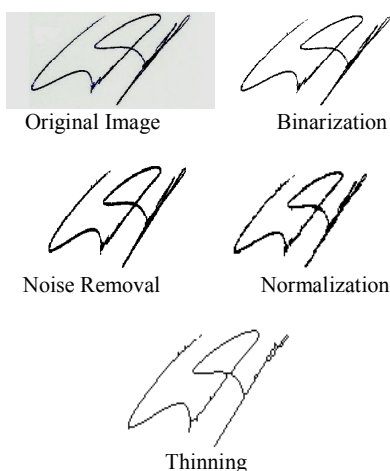 Original Image
Binarization
Noise Removal
Normalization
Thinning